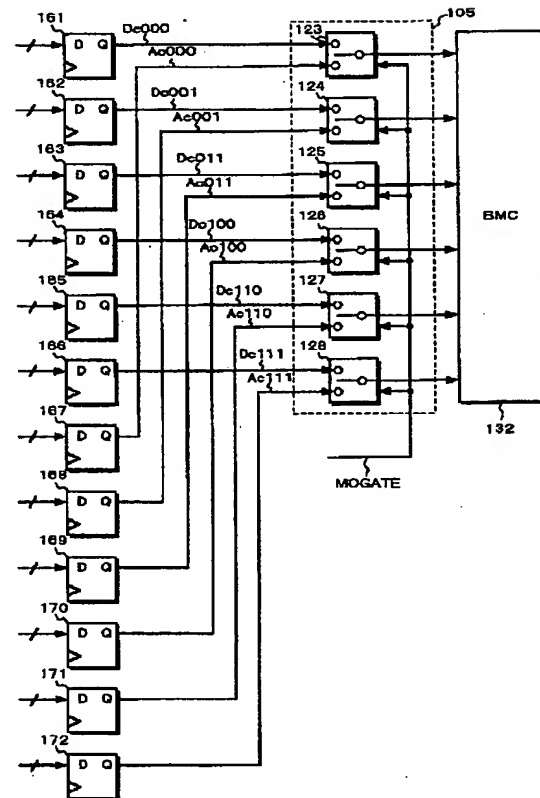 161
D Q
Dc000
Ac000
162
D Q
Dc001
Ac001
163
D Q
Dc011
Ac011
164
D Q
Dc100
Ac100
165
D Q
Dc110
Ac110
166
D Q
Dc111
Ac111
167
D Q
168
D Q
169
D Q
170
D Q
171
D Q
172
D Q
105
123
124
125
126
127
128
MOGATE
BMC
132